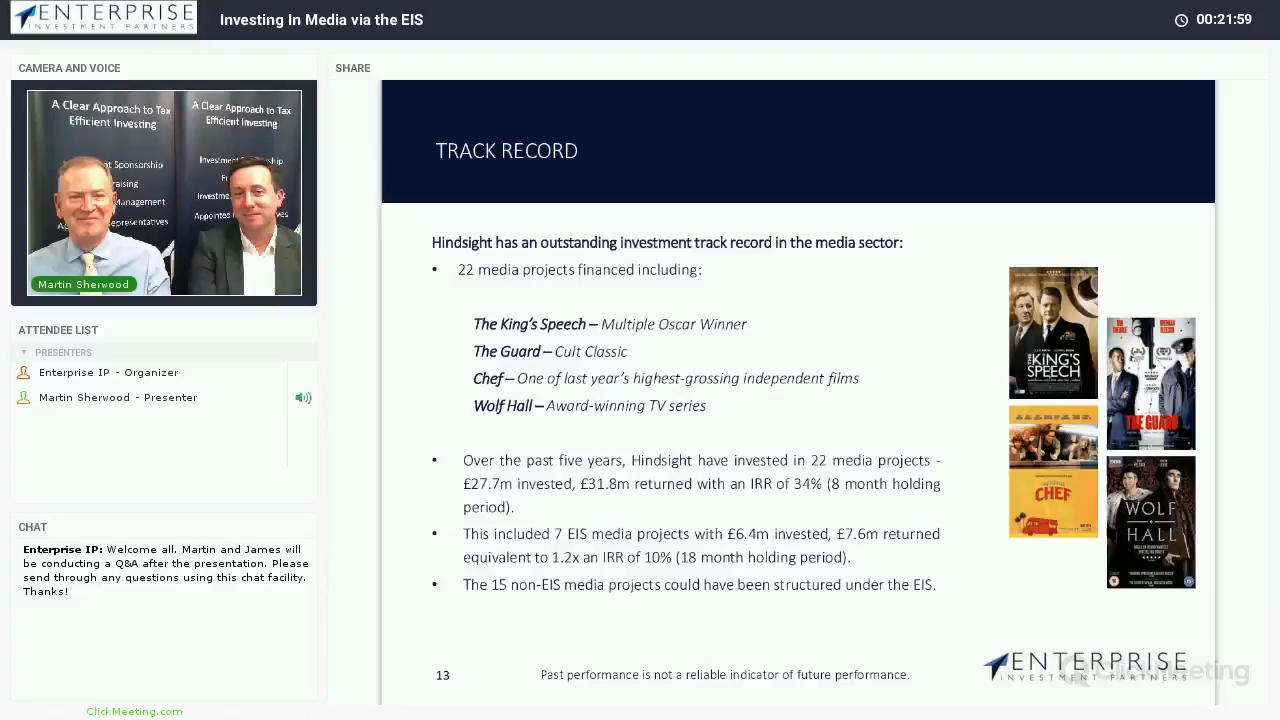 ENTERPRISE
INVESTMENT PARTNERS
Investing In Media via the EIS
00:21:59
CAMERA AND VOICE
A Clear Approach to Tax
Efficient Investing
Sponsorship
Management
Representatives
A Clear Approach to Tax
Efficient Investing
Appointed
Martin Sherwood
ATTENDEE LIST
PRESENTERS
Enterprise IP - Organizer
Martin Sherwood - Presenter
CHAT
Enterprise IP: Welcome all. Martin and James will
be conducting a Q&A after the presentation. Please
send through any questions using this chat facility.
Thanks!
ClickMeeting.com
SHARE
TRACK RECORD
Hindsight has an outstanding investment track record in the media sector:
• 22 media projects financed including:
The King's Speech – Multiple Oscar Winner
The Guard – Cult Classic
Chef – One of last year's highest-grossing independent films
Wolf Hall – Award-winning TV series
• Over the past five years, Hindsight have invested in 22 media projects -
£27.7m invested, £31.8m returned with an IRR of 34% (8 month holding
period).
• This included 7 EIS media projects with £6.4m invested, £7.6m returned
equivalent to 1.2x an IRR of 10% (18 month holding period).
• The 15 non-EIS media projects could have been structured under the EIS.
THE
KING'S
SPEECH
THE GUARD
CHEF
WOLF
HALL
13
Past performance is not a reliable indicator of future performance.
ENTERPRISE
INVESTMENT PARTNERS
ClickMeeting